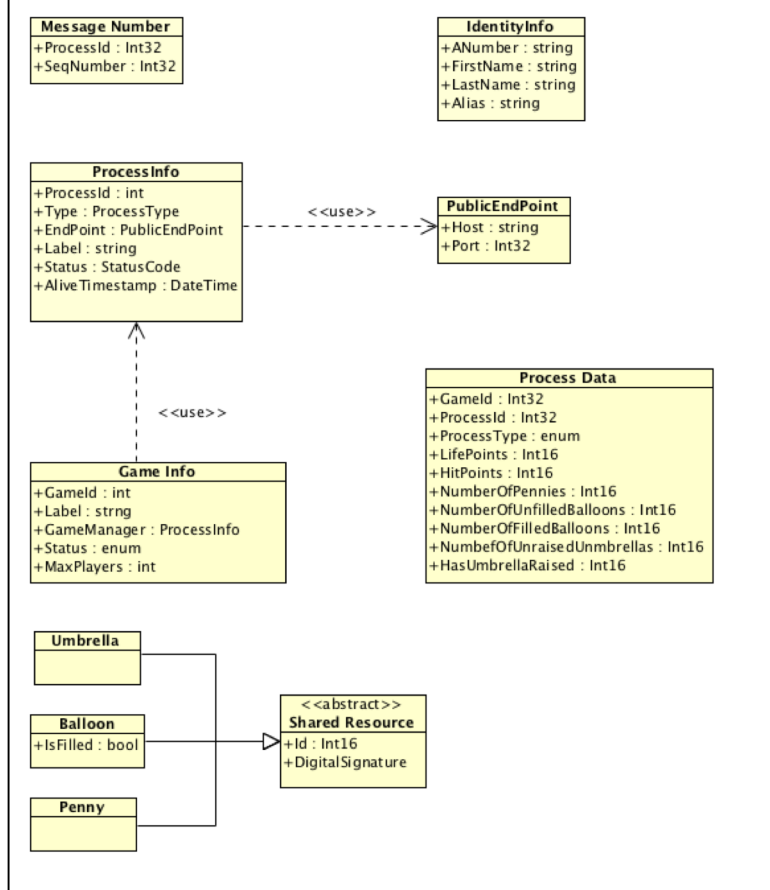 Message Number
+ProcessId : Int32
+SeqNumber : Int32
IdentityInfo
+ANumber : string
+FirstName : string
+LastName : string
+Alias : string
ProcessInfo
+ProcessId : int
+Type : ProcessType
+EndPoint : PublicEndPoint
+Label : string
+Status : StatusCode
+AliveTimestamp : DateTime
<<use>>
PublicEndPoint
+Host : string
+Port : Int32
<<use>>
Process Data
+GameId : Int32
+ProcessId : Int32
+ProcessType : enum
+LifePoints : Int16
+HitPoints : Int16
+NumberOfPennies : Int16
+NumberOfUnfilledBalloons : Int16
+NumberOfFilledBalloons : Int16
+NumbefOfUnraisedUnmbrellas : Int16
+HasUmbrellaRaised : Int16
Game Info
+GameId : int
+Label : strng
+GameManager : ProcessInfo
+Status : enum
+MaxPlayers : int
Umbrella
Balloon
+IsFilled : bool
Penny
<<abstract>>
Shared Resource
+Id : Int16
+DigitalSignature